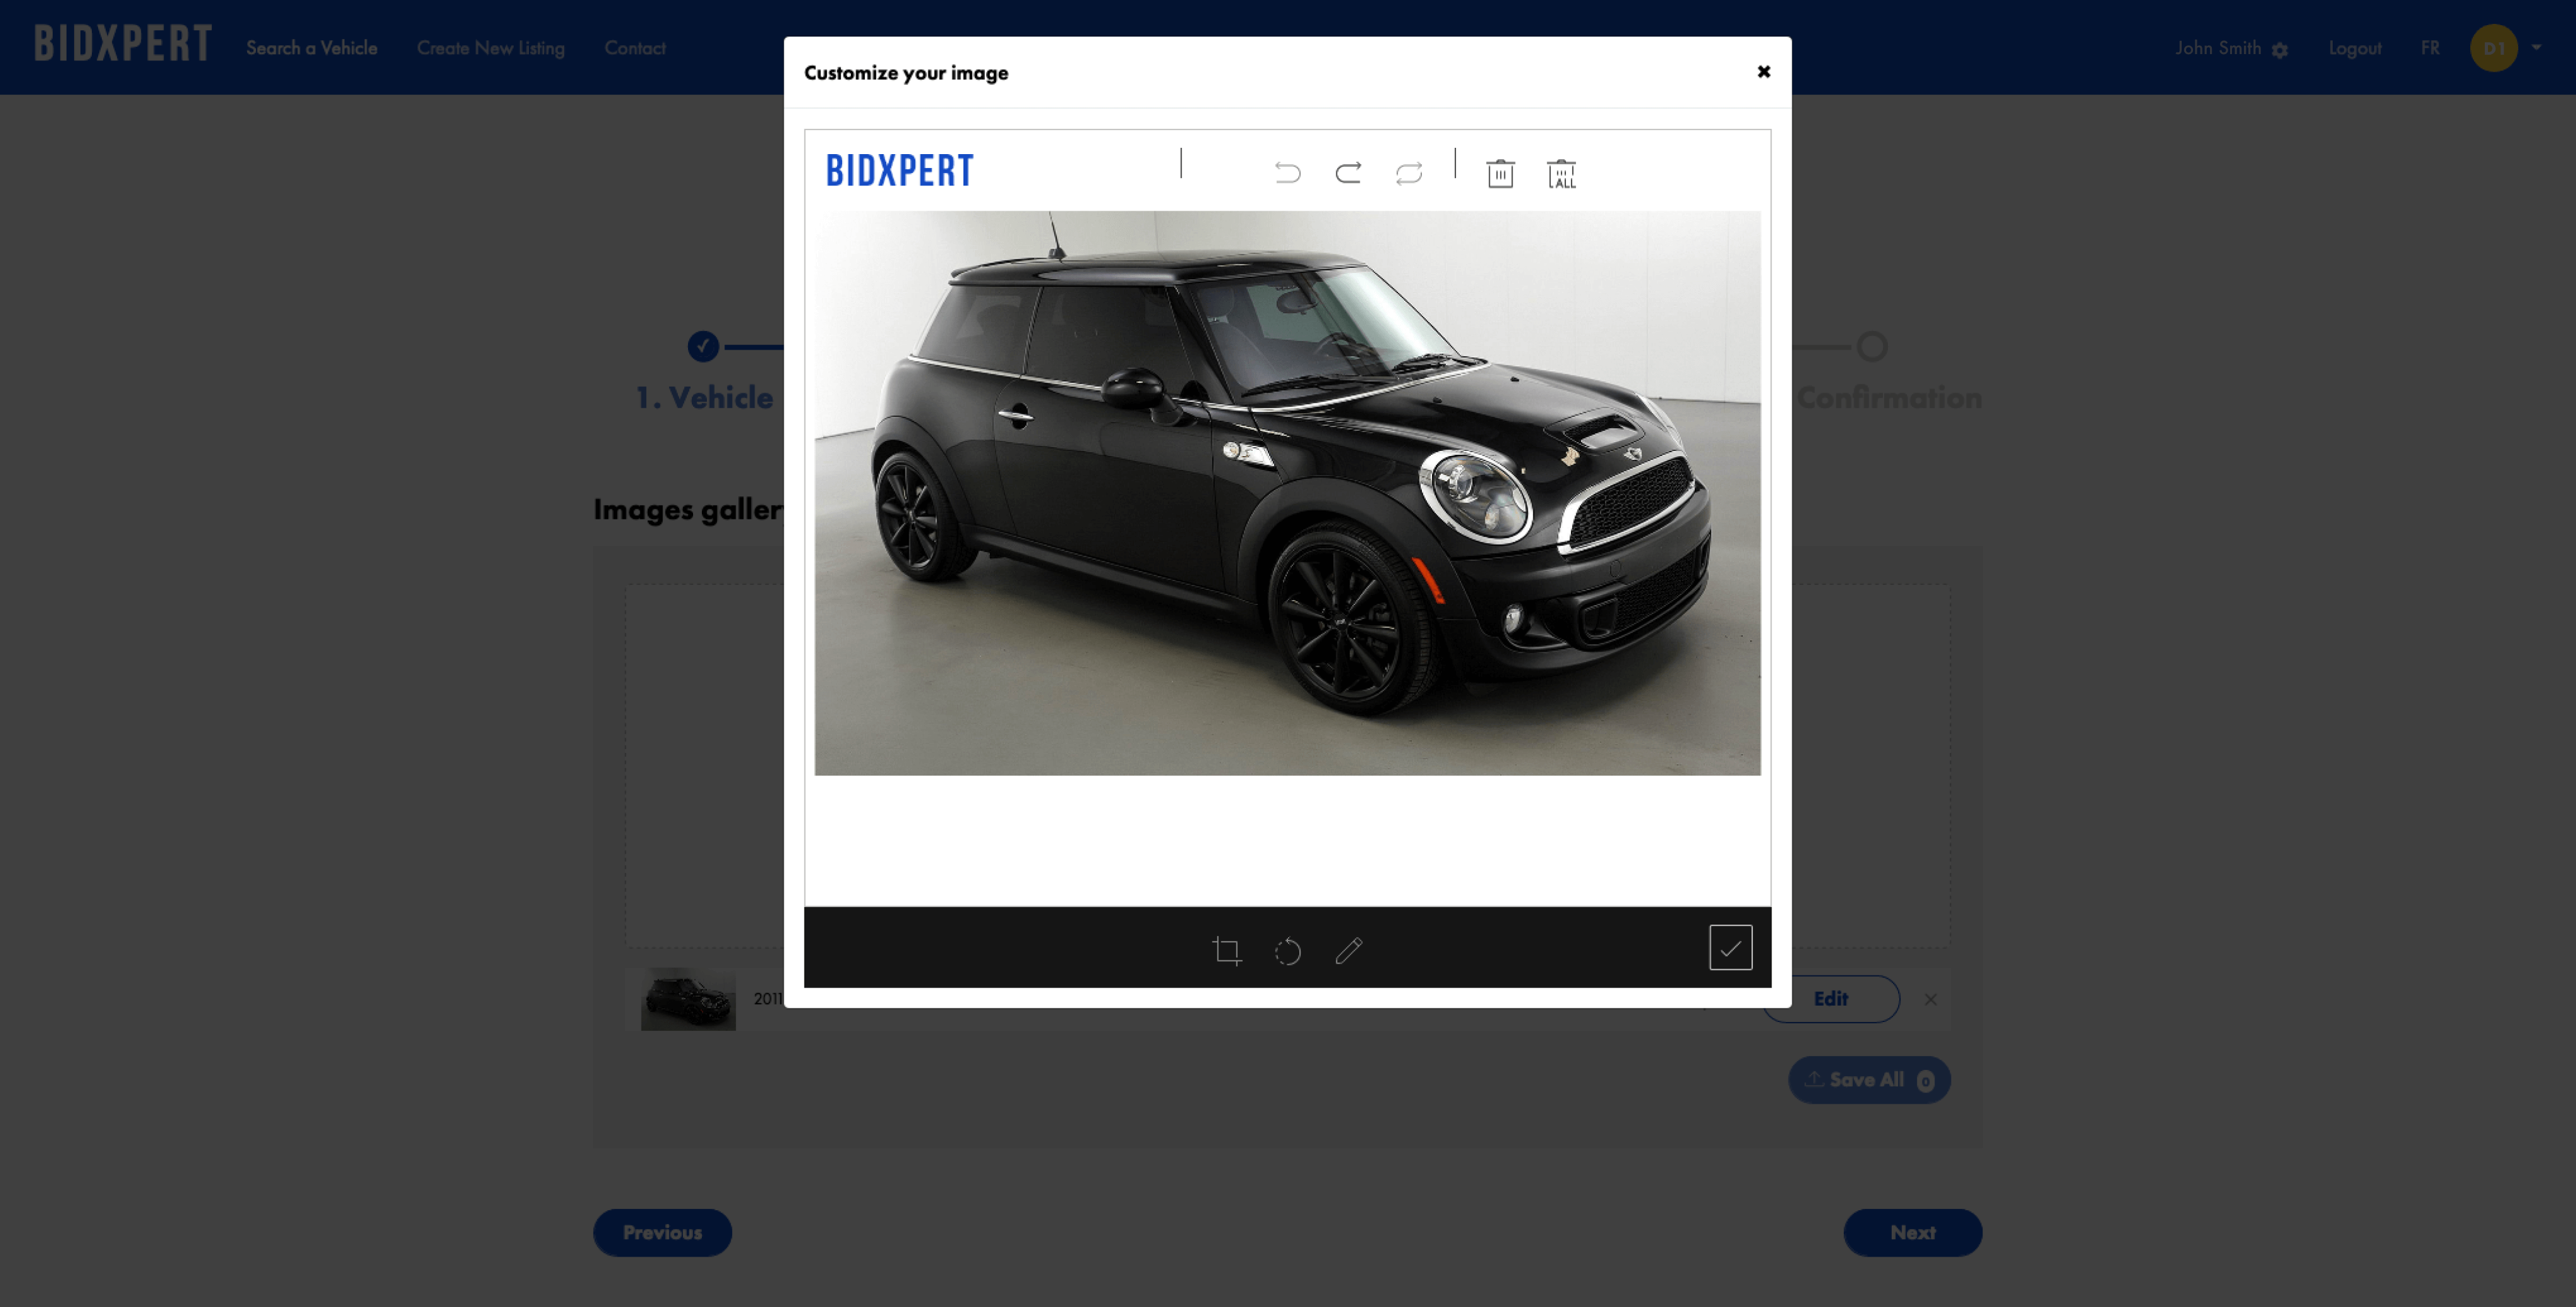 BIDXPERT Search a Vehicle Create New Listing Contact John Smith Logout FR D1
Customize your image
BIDXPERT
ALL
1. Vehicle
Confirmation
Images galler
2011
Edit
Save All 0
Previous
Next